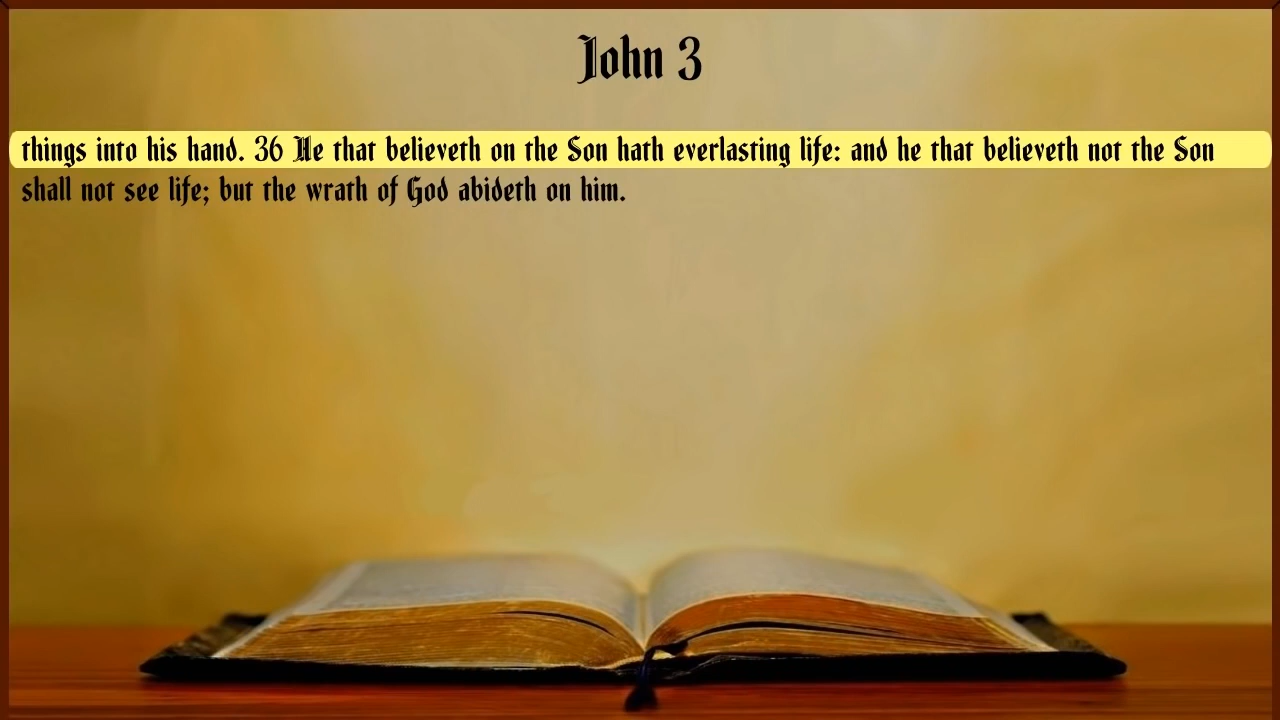 John 3
things into his hand. 36 He that believeth on the Son hath everlasting life: and he that believeth not the Son
shall not see life; but the wrath of God abideth on him.